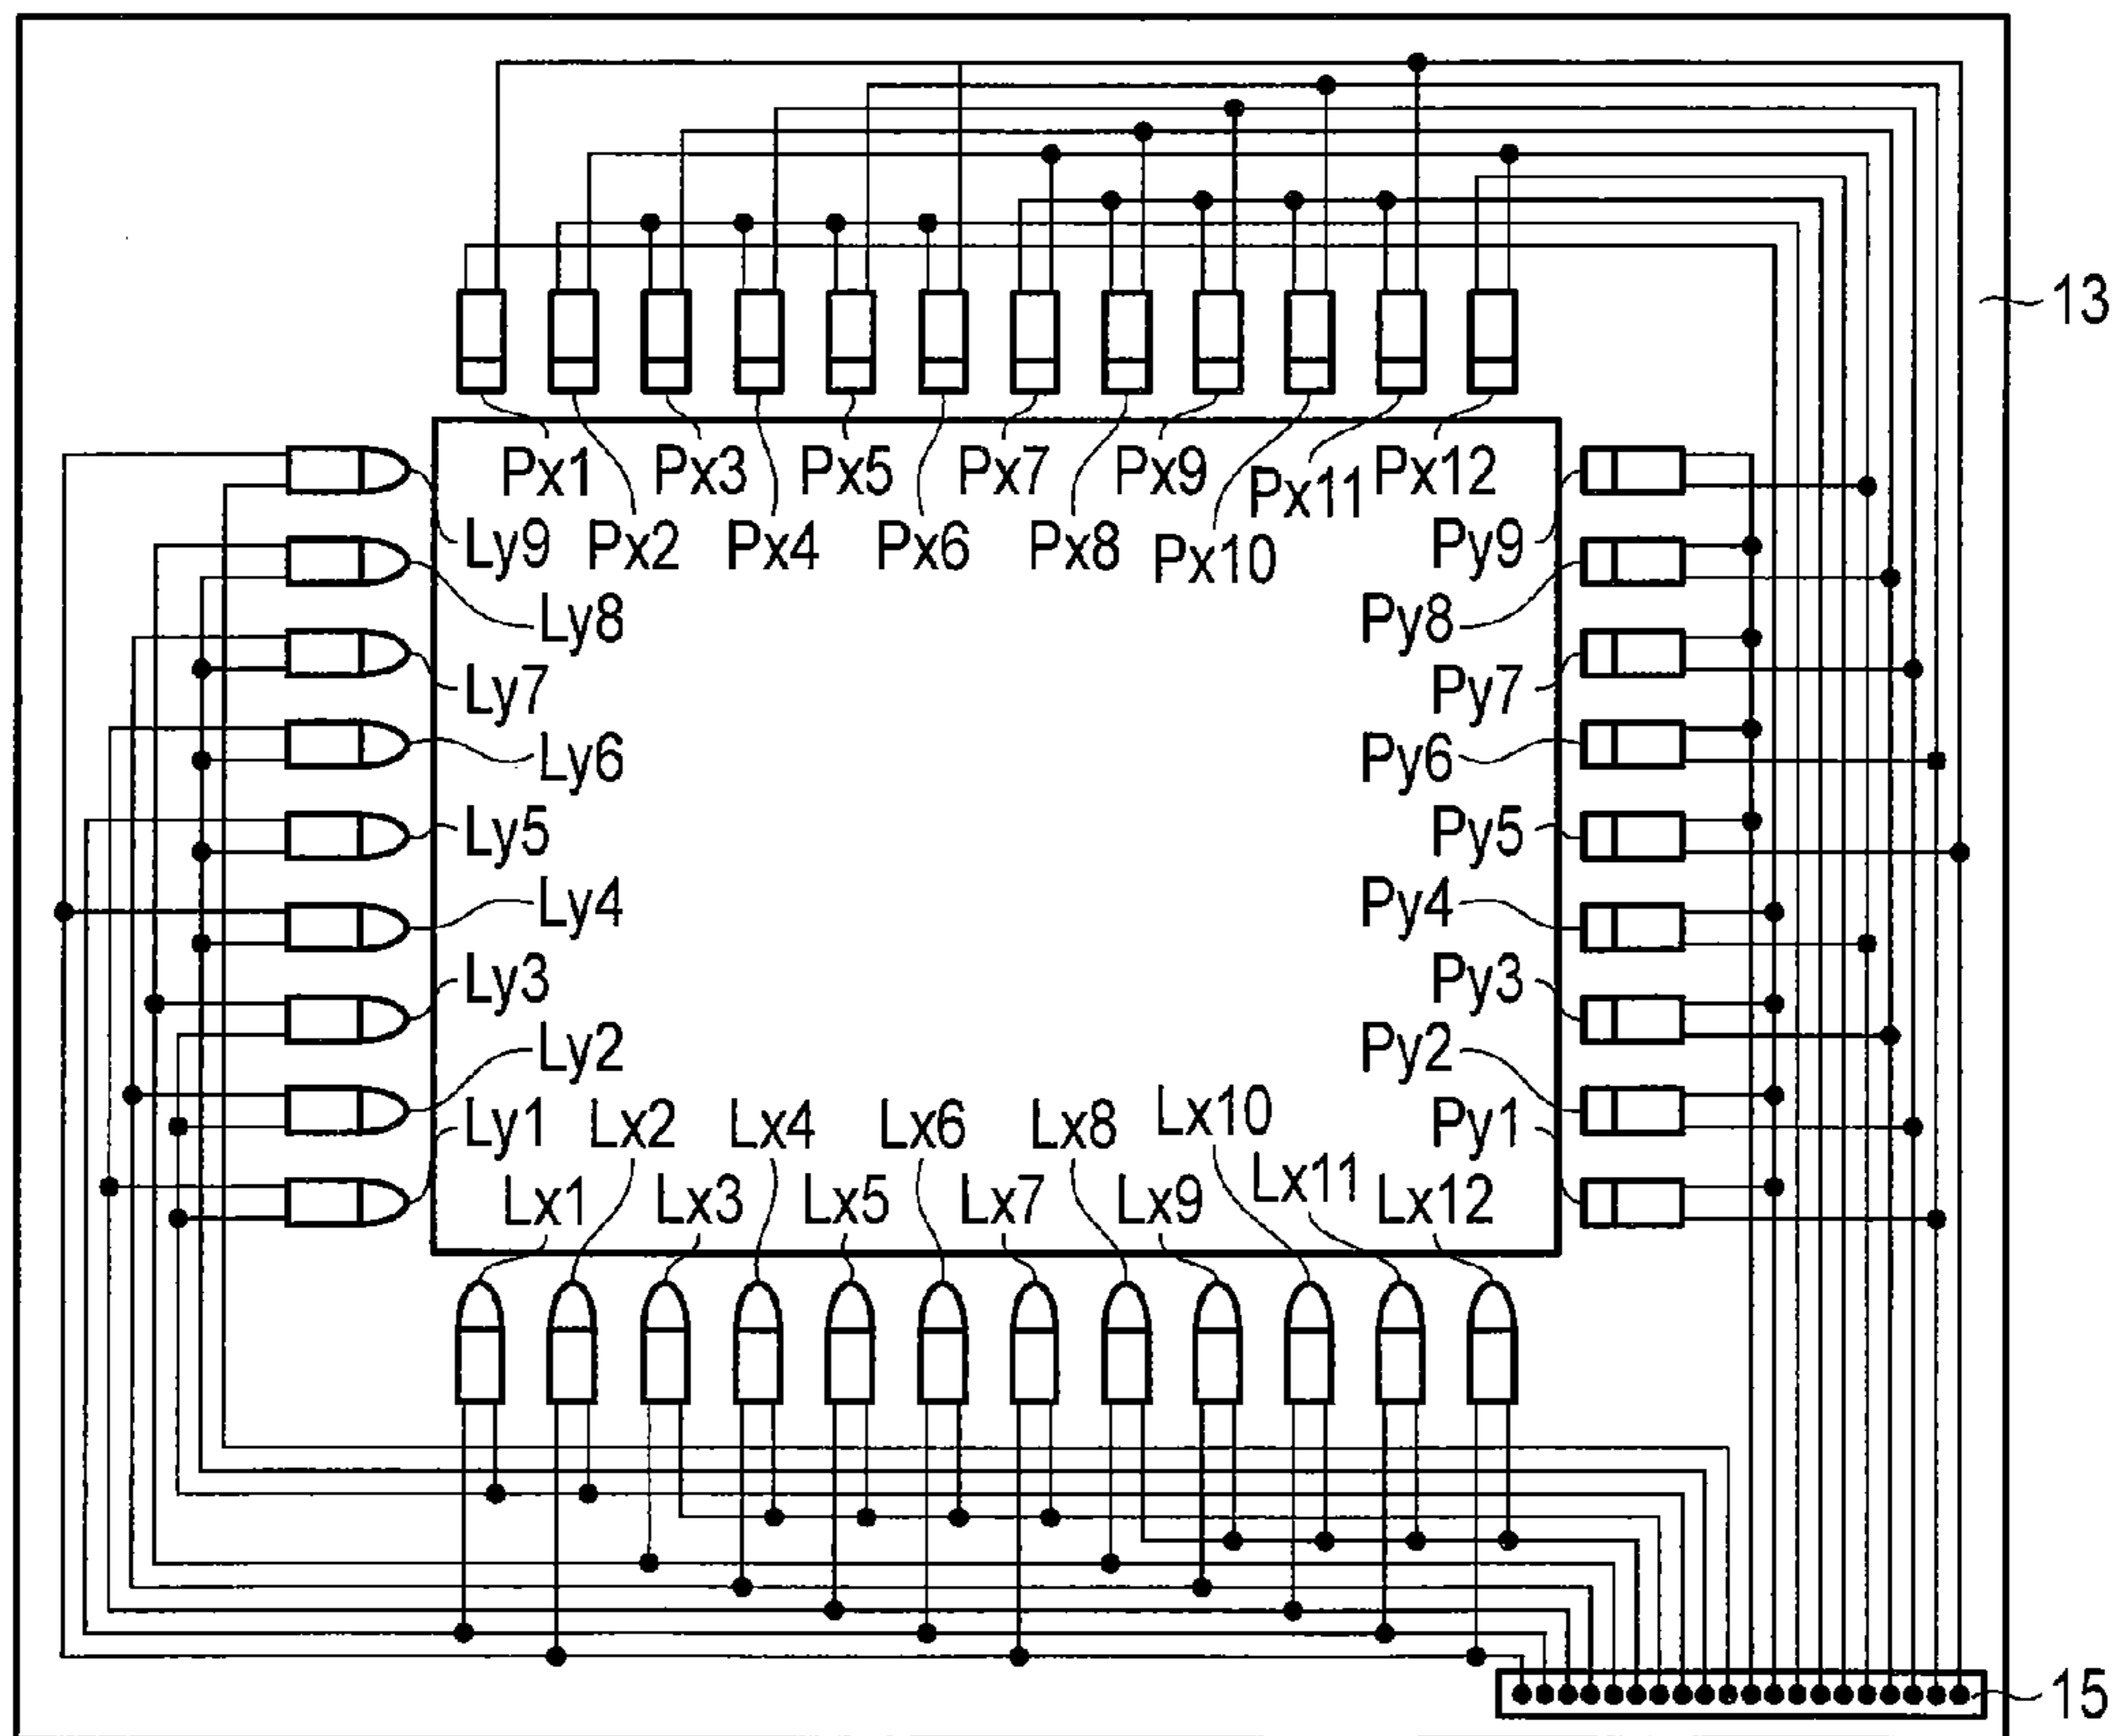 13
Px1 Px3 Px5 Px7 Px9 Px11 Px12
Px2 Px4 Px6 Px8 Px10
Ly9
Ly8
Ly7
Ly6
Ly5
Ly4
Ly3
Ly2
Ly1
Py9
Py8
Py7
Py6
Py5
Py4
Py3
Py2
Py1
Lx2 Lx4 Lx6 Lx8 Lx10
Lx1 Lx3 Lx5 Lx7 Lx9 Lx11 Lx12
15